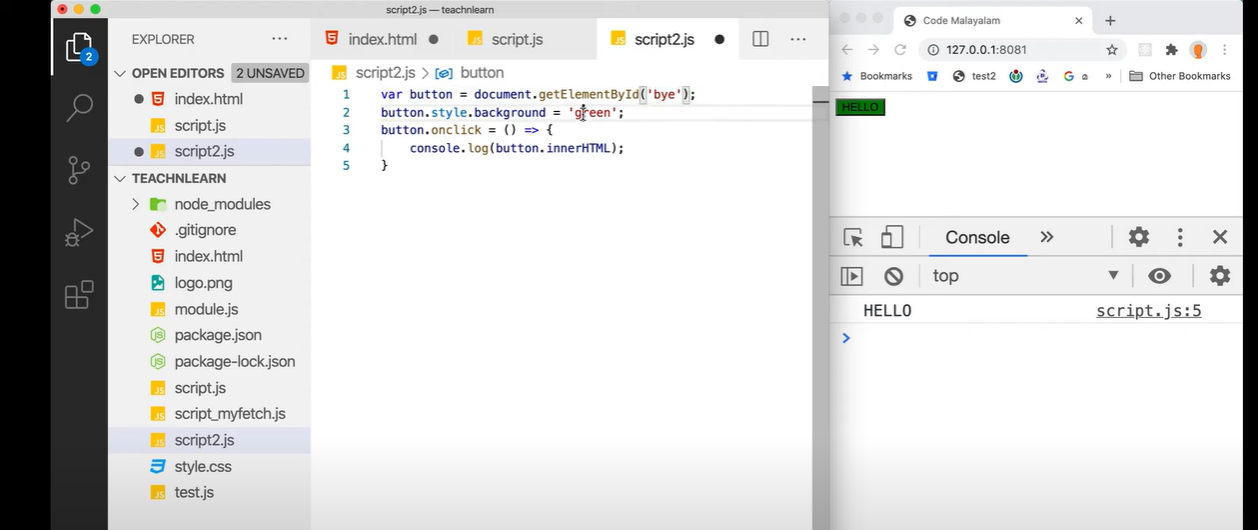 script2.js — teachnlearn
EXPLORER
OPEN EDITORS 2 UNSAVED
index.html
script.js
script2.js
TEACHNLEARN
node_modules
.gitignore
index.html
logo.png
module.js
package.json
package-lock.json
script.js
script_myfetch.js
script2.js
style.css
test.js
2
index.html
script.js
script2.js
script2.js > button
1 var button = document.getElementById('bye');
2 button.style.background = 'green';
3 button.onclick = () => {
4 console.log(button.innerHTML);
5 }
Code Malayalam
127.0.0.1:8081
Bookmarks test2 Other Bookmarks
HELLO
Console
top
HELLO script.js:5